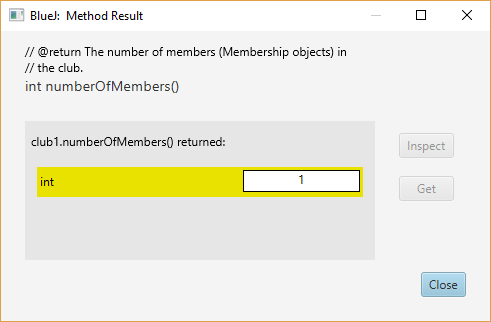 BlueJ: Method Result
// @return The number of members (Membership objects) in
// the club.
int numberOfMembers()
club1.numberOfMembers() returned:
Inspect
int 1
Get
Close